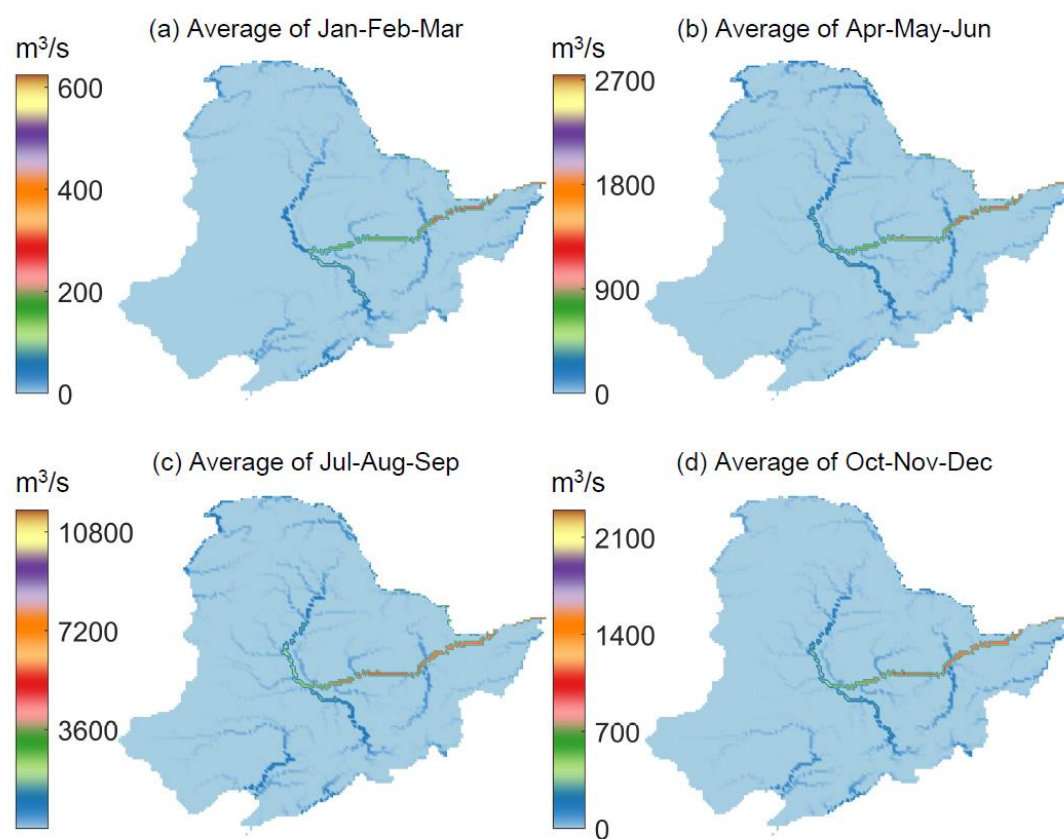 (a) Average of Jan-Feb-Mar
m³/s
600
400
200
0
(b) Average of Apr-May-Jun
m³/s
2700
1800
900
0
(c) Average of Jul-Aug-Sep
m³/s
10800
7200
3600
(d) Average of Oct-Nov-Dec
m³/s
2100
1400
700
0